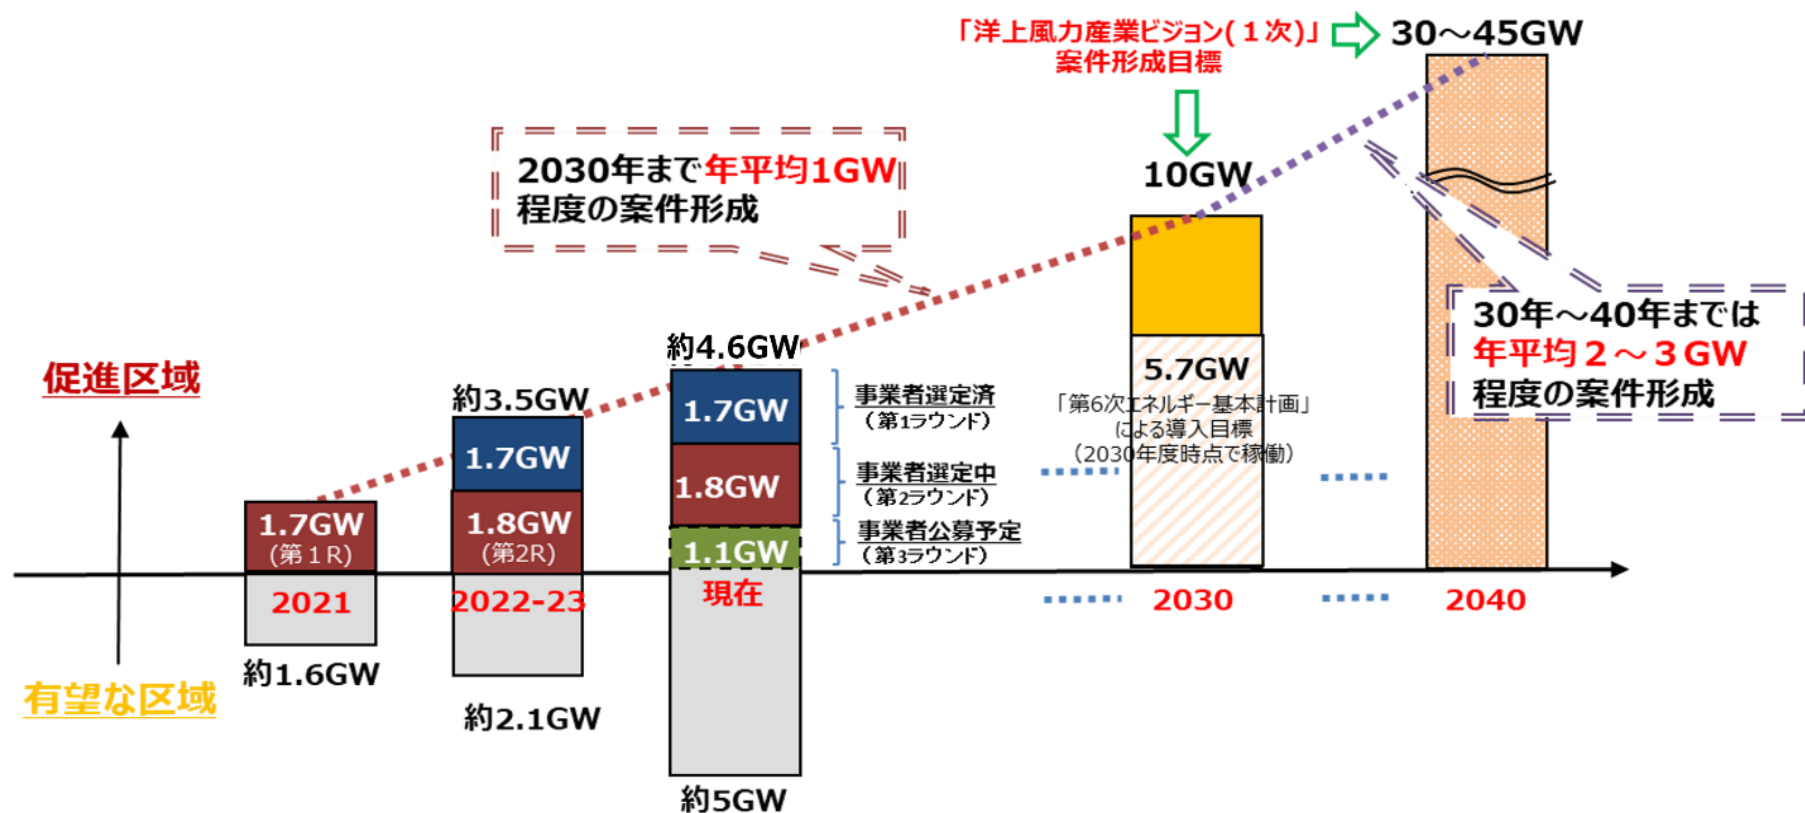 「洋上風力産業ビジョン(１次)」
案件形成目標
30～45GW
2030年まで年平均1GW
程度の案件形成
10GW
30年～40年までは
年平均２～３GW
程度の案件形成
促進区域
有望な区域
1.7GW
(第１R)
2021
約1.6GW
約3.5GW
1.7GW
1.8GW
(第2R)
2022-23
約2.1GW
約4.6GW
1.7GW
1.8GW
1.1GW
現在
約5GW
事業者選定済
（第1ラウンド）
事業者選定中
（第2ラウンド）
事業者公募予定
（第3ラウンド）
5.7GW
「第6次エネルギー基本計画」
による導入目標
（2030年度時点で稼働）
2030
2040